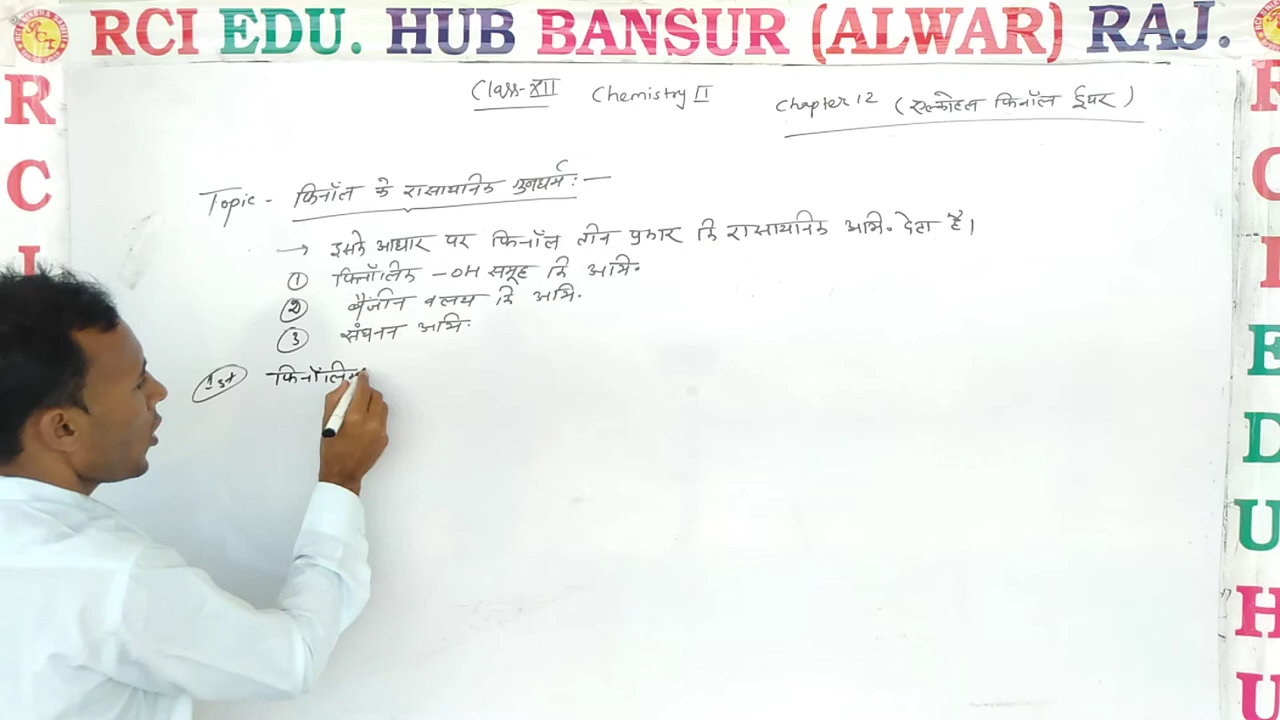 RCI EDU. HUB BANSUR (ALWAR) RAJ.
Class-XII Chemistry II Chapter 12 (एल्कोहल फिनॉल ईथर)
Topic - फिनॉल के रासायनिक गुनधर्म :—
→ इसके आधार पर फिनॉल तीन प्रकार कि रासायनिक अभि. देता है।
① फिनॉलिक -OH समूह कि अभि.
② बैंजीन वलय कि अभि.
③ संघनन अभि.
1st फिनॉलिक
R
C
I
R
C
I
E
D
U
H
U